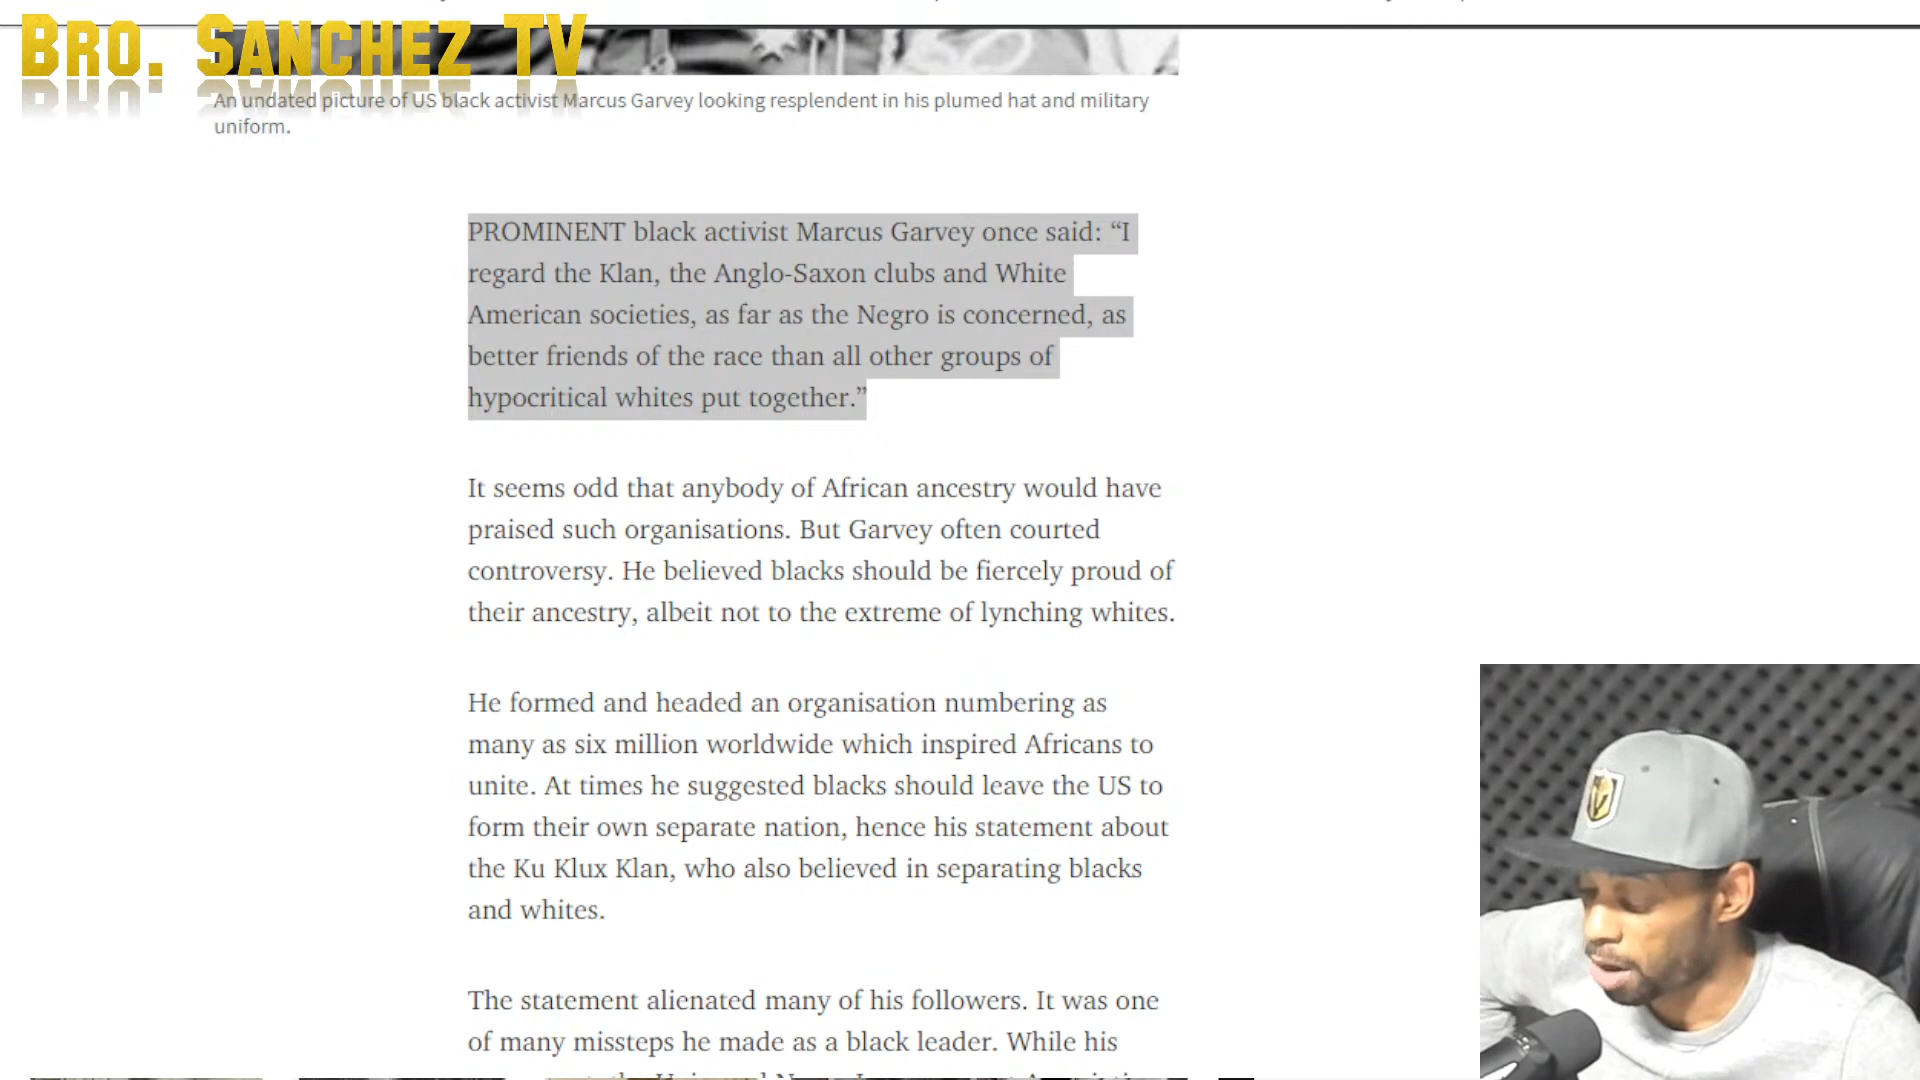 BRO. SANCHEZ TV
An undated picture of US black activist Marcus Garvey looking resplendent in his plumed hat and military
uniform.
PROMINENT black activist Marcus Garvey once said: “I
regard the Klan, the Anglo-Saxon clubs and White
American societies, as far as the Negro is concerned, as
better friends of the race than all other groups of
hypocritical whites put together.”
It seems odd that anybody of African ancestry would have
praised such organisations. But Garvey often courted
controversy. He believed blacks should be fiercely proud of
their ancestry, albeit not to the extreme of lynching whites.
He formed and headed an organisation numbering as
many as six million worldwide which inspired Africans to
unite. At times he suggested blacks should leave the US to
form their own separate nation, hence his statement about
the Ku Klux Klan, who also believed in separating blacks
and whites.
The statement alienated many of his followers. It was one
of many missteps he made as a black leader. While his